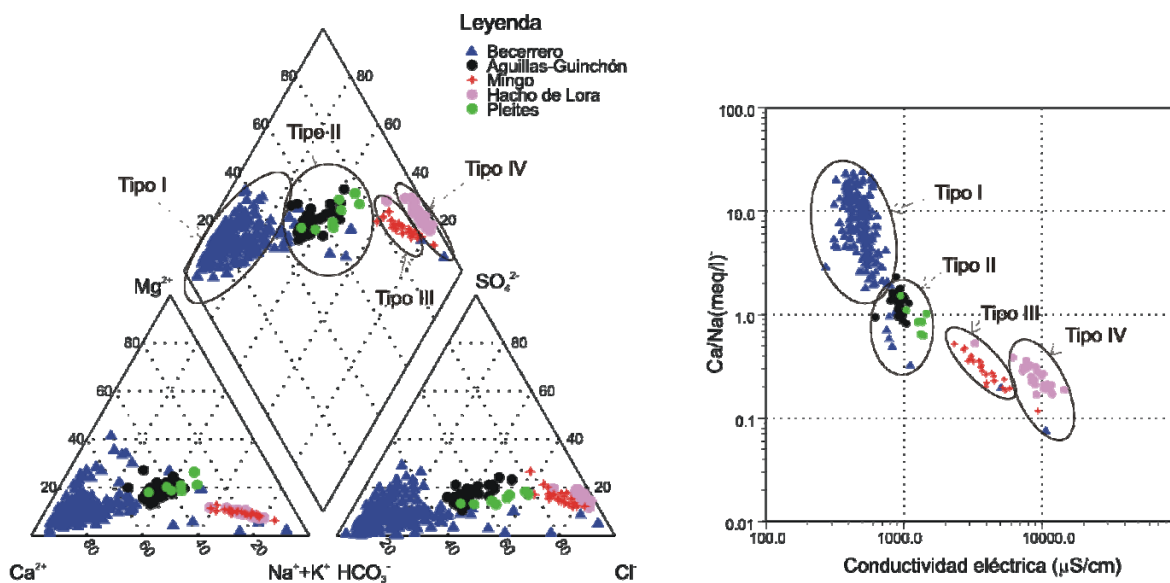 Leyenda
Becerrero
Aguillas-Guinchón
Mingo
Hacho de Lora
Pleites
80
80
60
60
40
40
20
20
Tipo I
Tipo II
Tipo III
Tipo IV
Mg²⁺
SO₄²⁻
80
60
40
20
80
60
40
20
80
60
40
20
80
60
40
20
Ca²⁺
Na⁺+K⁺ HCO₃⁻
Cl⁻
100.0
10.0
1.0
0.1
0.01
Ca/Na(meq/l)⁻
Tipo I
Tipo II
Tipo III
Tipo IV
100.0
1000.0
10000.0
Conductividad eléctrica (µS/cm)